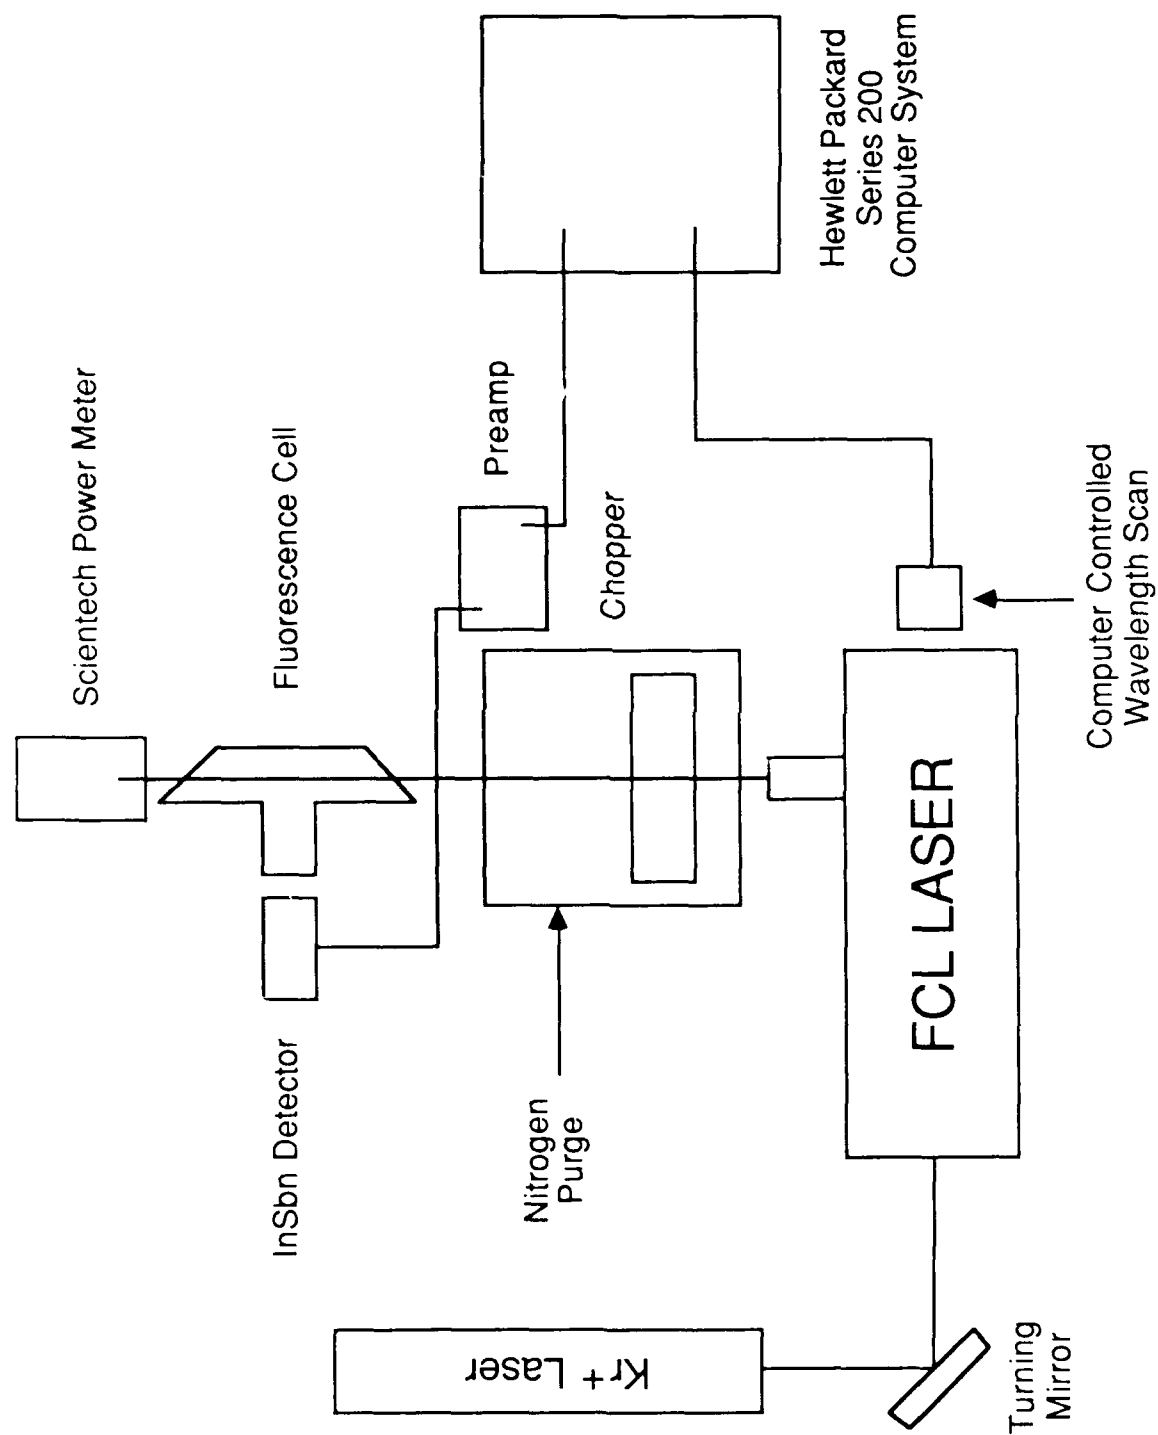 Scientech Power Meter
Fluorescence Cell
InSbn Detector
Preamp
Chopper
Nitrogen
Purge
Hewlett Packard
Series 200
Computer System
Kr+ Laser
FCL LASER
Turning
Mirror
Computer Controlled
Wavelength Scan